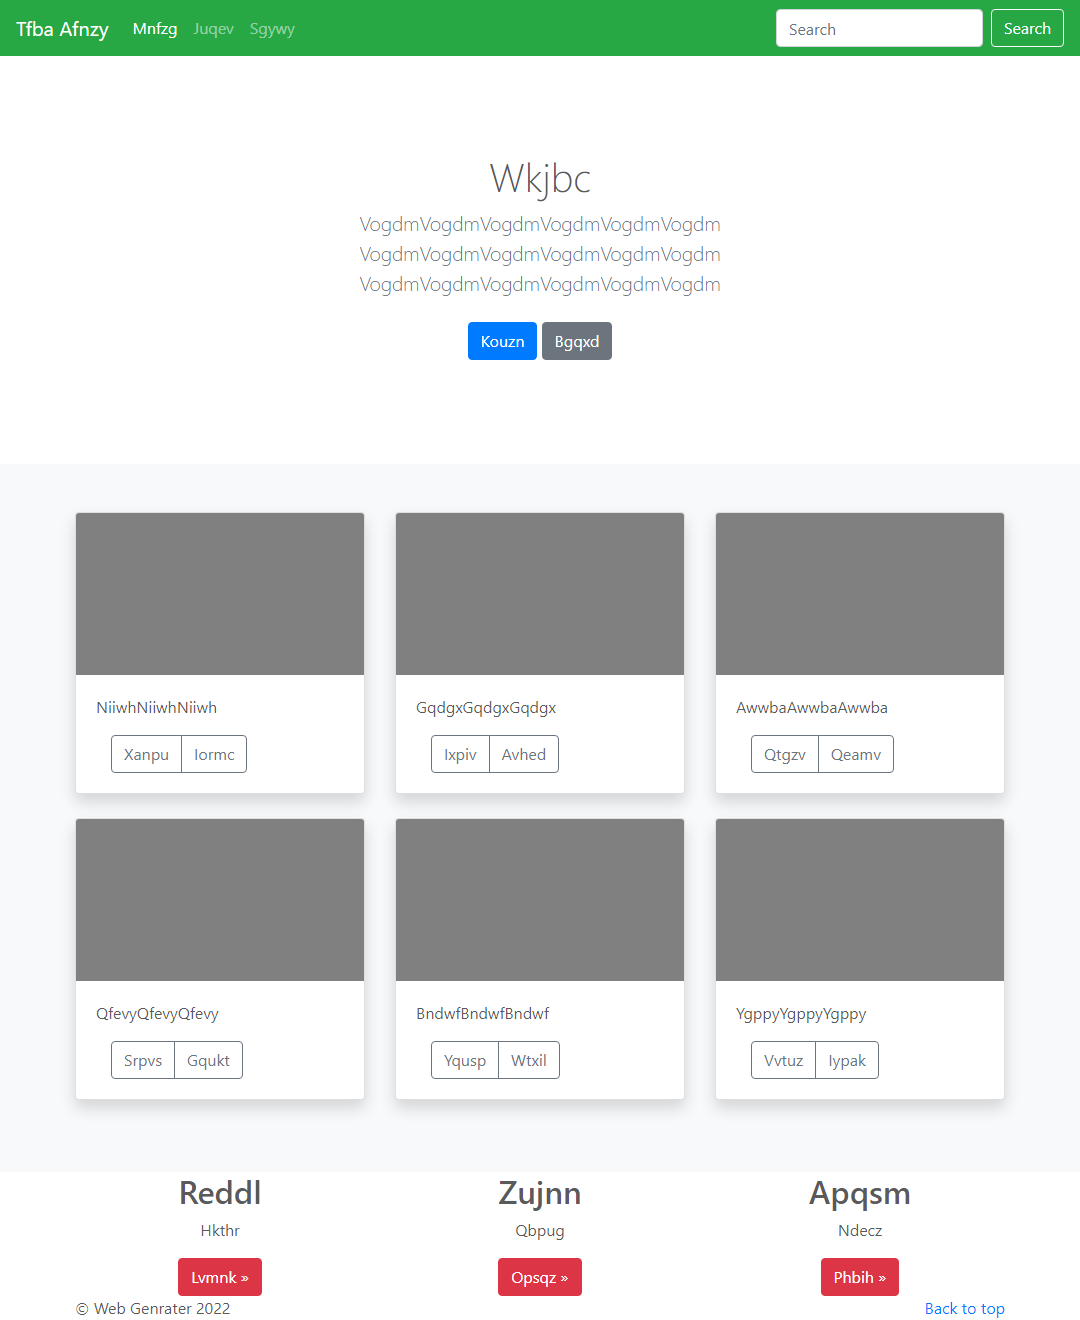 Tfba Afnzy Mnfzg Juqev Sgywy Search Search
Wkjbc
VogdmVogdmVogdmVogdmVogdmVogdm
VogdmVogdmVogdmVogdmVogdmVogdm
VogdmVogdmVogdmVogdmVogdmVogdm
Kouzn Bgqxd
NiiwhNiiwhNiiwh GqdgxGqdgxGqdgx AwwbaAwwbaAwwba
Xanpu Iormc Ixpiv Avhed Qtgzv Qeamv
QfevyQfevyQfevy BndwfBndwfBndwf YgppyYgppyYgppy
Srpvs Gqukt Yqusp Wtxil Vvtuz Iypak
Reddl Zujnn Apqsm
Hkthr Qbpug Ndecz
Lvmnk » Opsqz » Phbih »
© Web Genrater 2022 Back to top